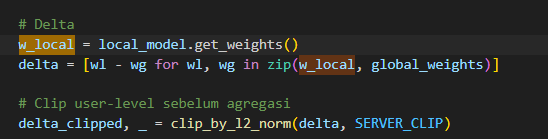 # Delta
w_local = local_model.get_weights()
delta = [wl - wg for wl, wg in zip(w_local, global_weights)]
# Clip user-level sebelum agregasi
delta_clipped, _ = clip_by_l2_norm(delta, SERVER_CLIP)